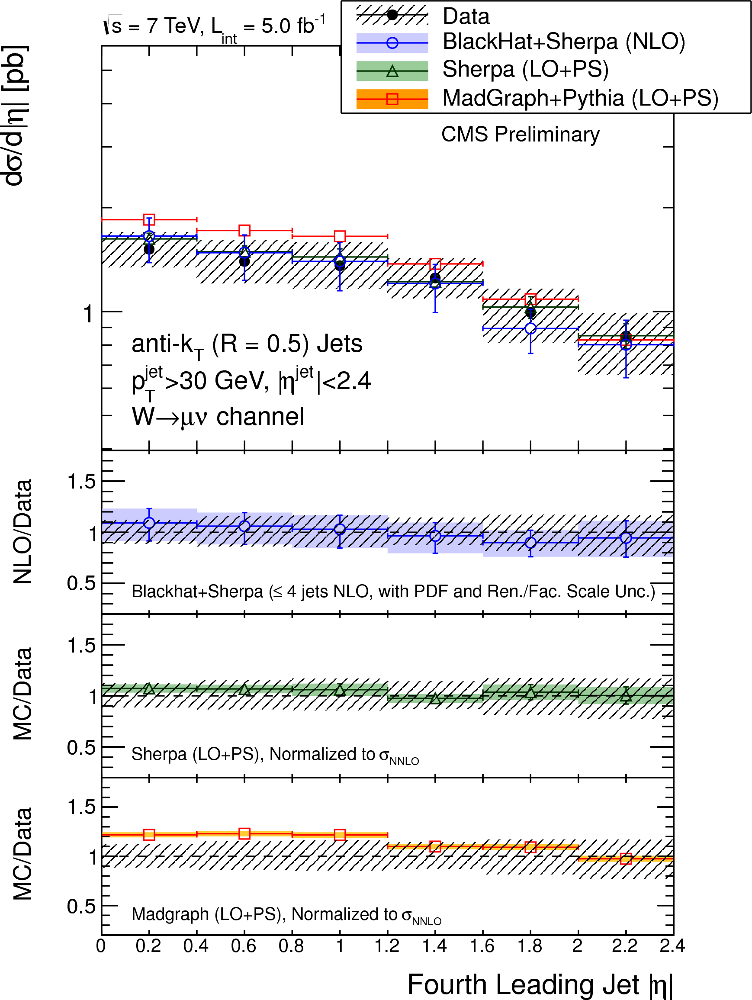 √s = 7 TeV, L_int = 5.0 fb⁻¹
Data
BlackHat+Sherpa (NLO)
Sherpa (LO+PS)
MadGraph+Pythia (LO+PS)
CMS Preliminary
dσ/d|η| [pb]
1
anti-k_T (R = 0.5) Jets
p_T^jet>30 GeV, |η^jet|<2.4
W→μν channel
NLO/Data
1.5
1
0.5
Blackhat+Sherpa (≤ 4 jets NLO, with PDF and Ren./Fac. Scale Unc.)
MC/Data
1.5
1
0.5
Sherpa (LO+PS), Normalized to σ_NNLO
MC/Data
1.5
1
0.5
Madgraph (LO+PS), Normalized to σ_NNLO
0 0.2 0.4 0.6 0.8 1 1.2 1.4 1.6 1.8 2 2.2 2.4
Fourth Leading Jet |η|